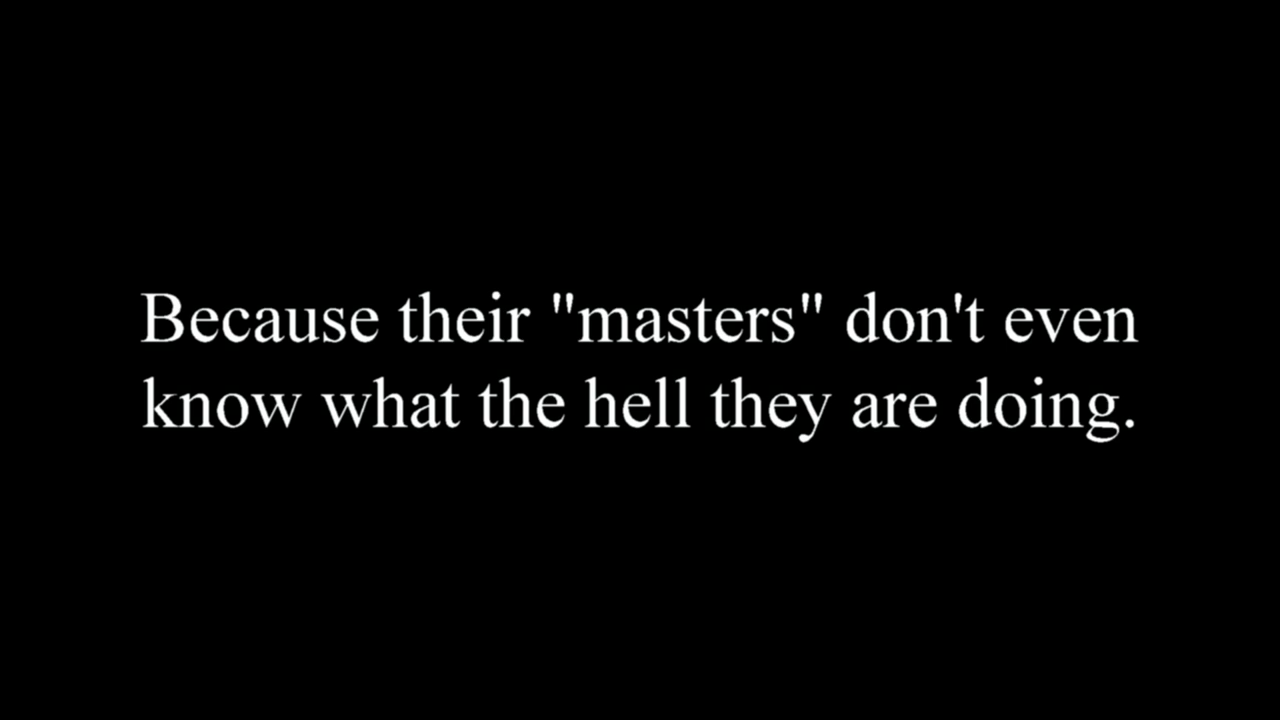 Because their "masters" don't even
know what the hell they are doing.